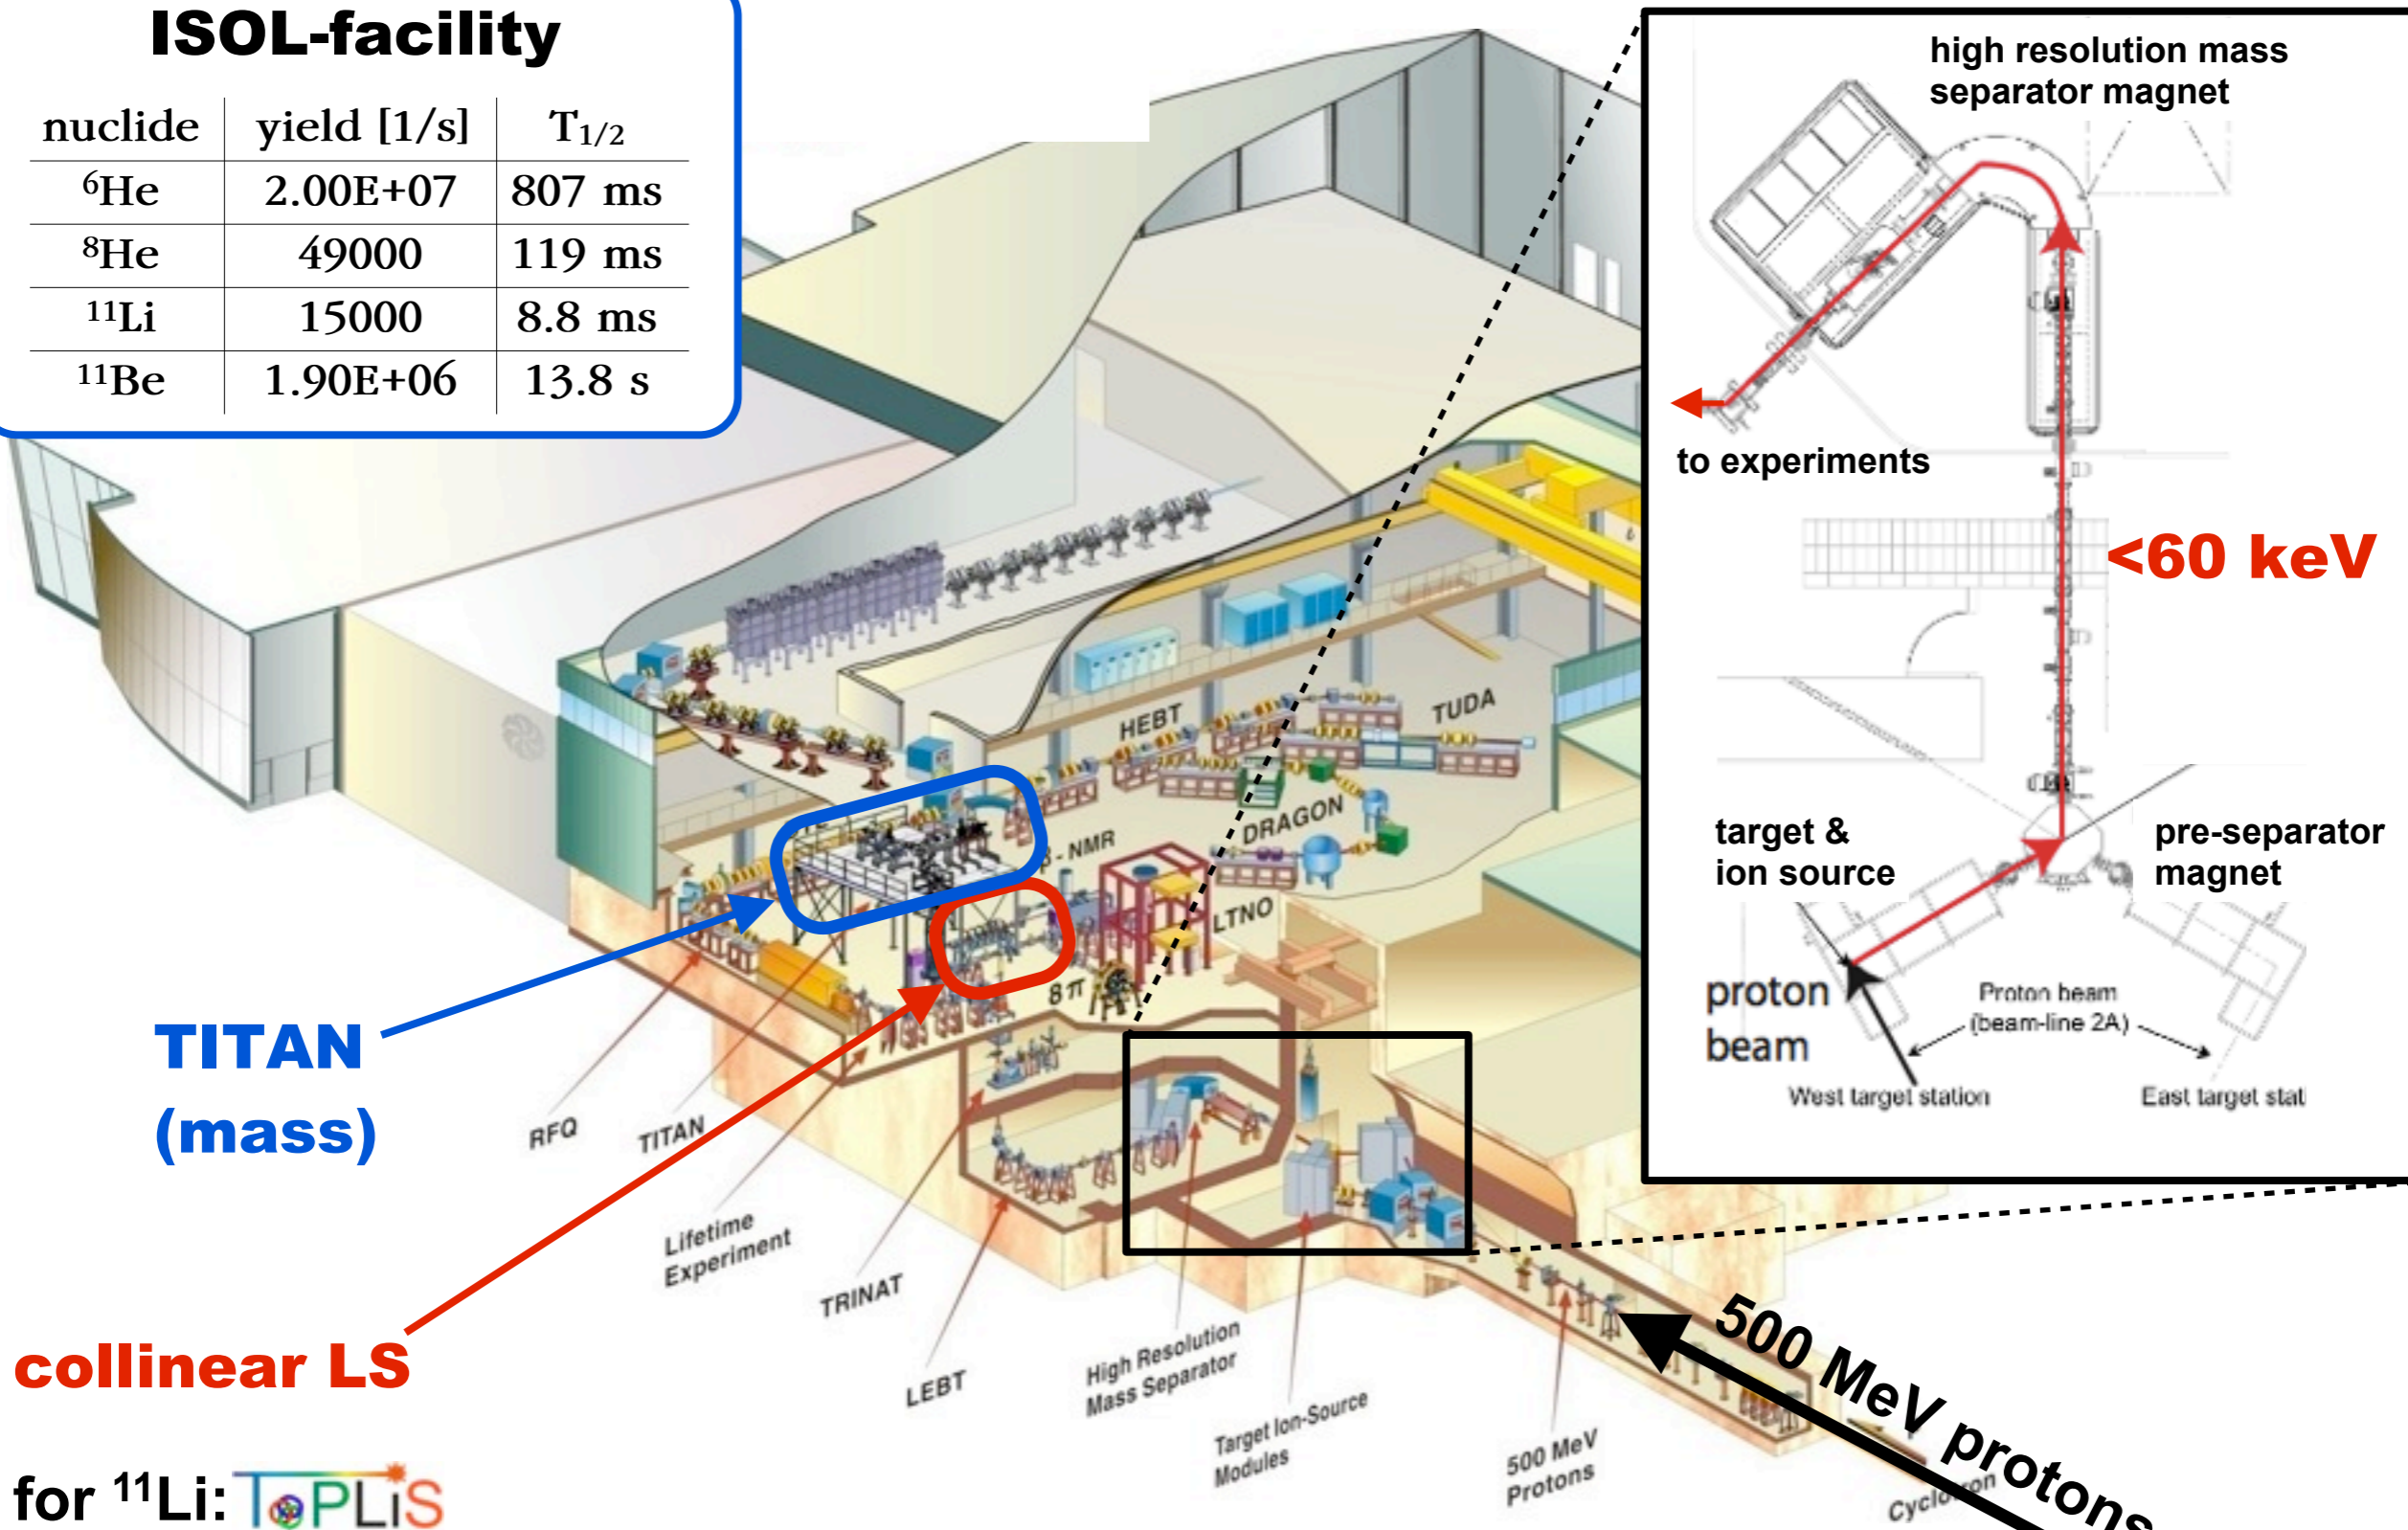 ISOL-facility
nuclide yield [1/s] T1/2
⁶He 2.00E+07 807 ms
⁸He 49000 119 ms
¹¹Li 15000 8.8 ms
¹¹Be 1.90E+06 13.8 s
high resolution mass
separator magnet
to experiments
<60 keV
target &
ion source
pre-separator
magnet
proton
beam
Proton beam
(beam-line 2A)
West target station
East target stat
HEBT
TUDA
DRAGON
β-NMR
LTNO
8π
TITAN
(mass)
RFQ
TITAN
Lifetime
Experiment
TRINAT
LEBT
High Resolution
Mass Separator
Target Ion-Source
Modules
500 MeV
Protons
Cyclotron
500 MeV protons
collinear LS
for ¹¹Li: ToPLiS